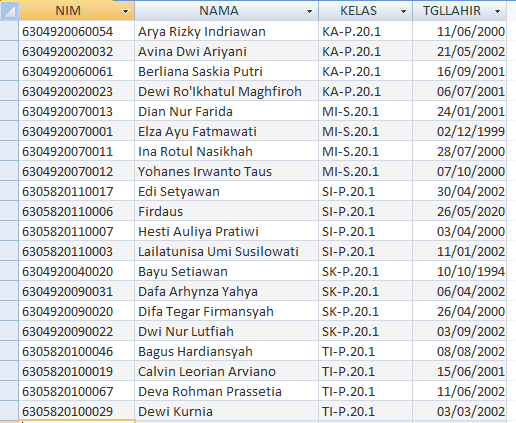 NIM NAMA KELAS TGLLAHIR
6304920060054 Arya Rizky Indriawan KA-P.20.1 11/06/2000
6304920020032 Avina Dwi Ariyani KA-P.20.1 21/05/2002
6304920060061 Berliana Saskia Putri KA-P.20.1 16/09/2001
6304920020023 Dewi Ro'Ikhatul Maghfiroh KA-P.20.1 06/07/2001
6304920070013 Dian Nur Farida MI-S.20.1 24/01/2001
6304920070001 Elza Ayu Fatmawati MI-S.20.1 02/12/1999
6304920070011 Ina Rotul Nasikhah MI-S.20.1 28/07/2000
6304920070012 Yohanes Irwanto Taus MI-S.20.1 07/10/2000
6305820110017 Edi Setyawan SI-P.20.1 30/04/2002
6305820110006 Firdaus SI-P.20.1 26/05/2020
6305820110007 Hesti Auliya Pratiwi SI-P.20.1 03/04/2000
6305820110003 Lailatunisa Umi Susilowati SI-P.20.1 11/01/2002
6304920040020 Bayu Setiawan SK-P.20.1 10/10/1994
6304920090031 Dafa Arhynza Yahya SK-P.20.1 06/04/2002
6304920090020 Difa Tegar Firmansyah SK-P.20.1 26/04/2000
6304920090022 Dwi Nur Lutfiah SK-P.20.1 03/09/2002
6305820100046 Bagus Hardiansyah TI-P.20.1 08/08/2002
6305820100019 Calvin Leorian Arviano TI-P.20.1 15/06/2001
6305820100067 Deva Rohman Prassetia TI-P.20.1 11/06/2002
6305820100029 Dewi Kurnia TI-P.20.1 03/03/2002